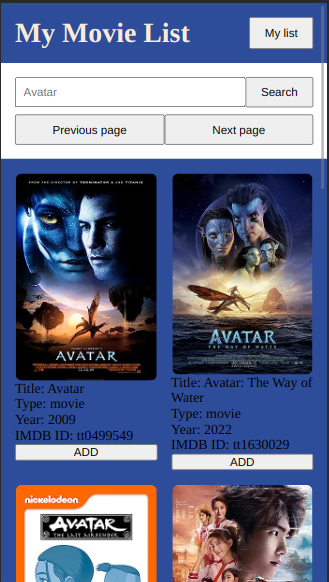 My Movie List
My list
Avatar
Search
Previous page
Next page
FROM THE DIRECTOR OF TERMINATOR 2 AND TITANIC
AVATAR
Title: Avatar
Type: movie
Year: 2009
IMDB ID: tt0499549
ADD
AVATAR
THE WAY OF WATER
Title: Avatar: The Way of
Water
Type: movie
Year: 2022
IMDB ID: tt1630029
ADD
nickelodeon
AVATAR
THE LAST AIRBENDER